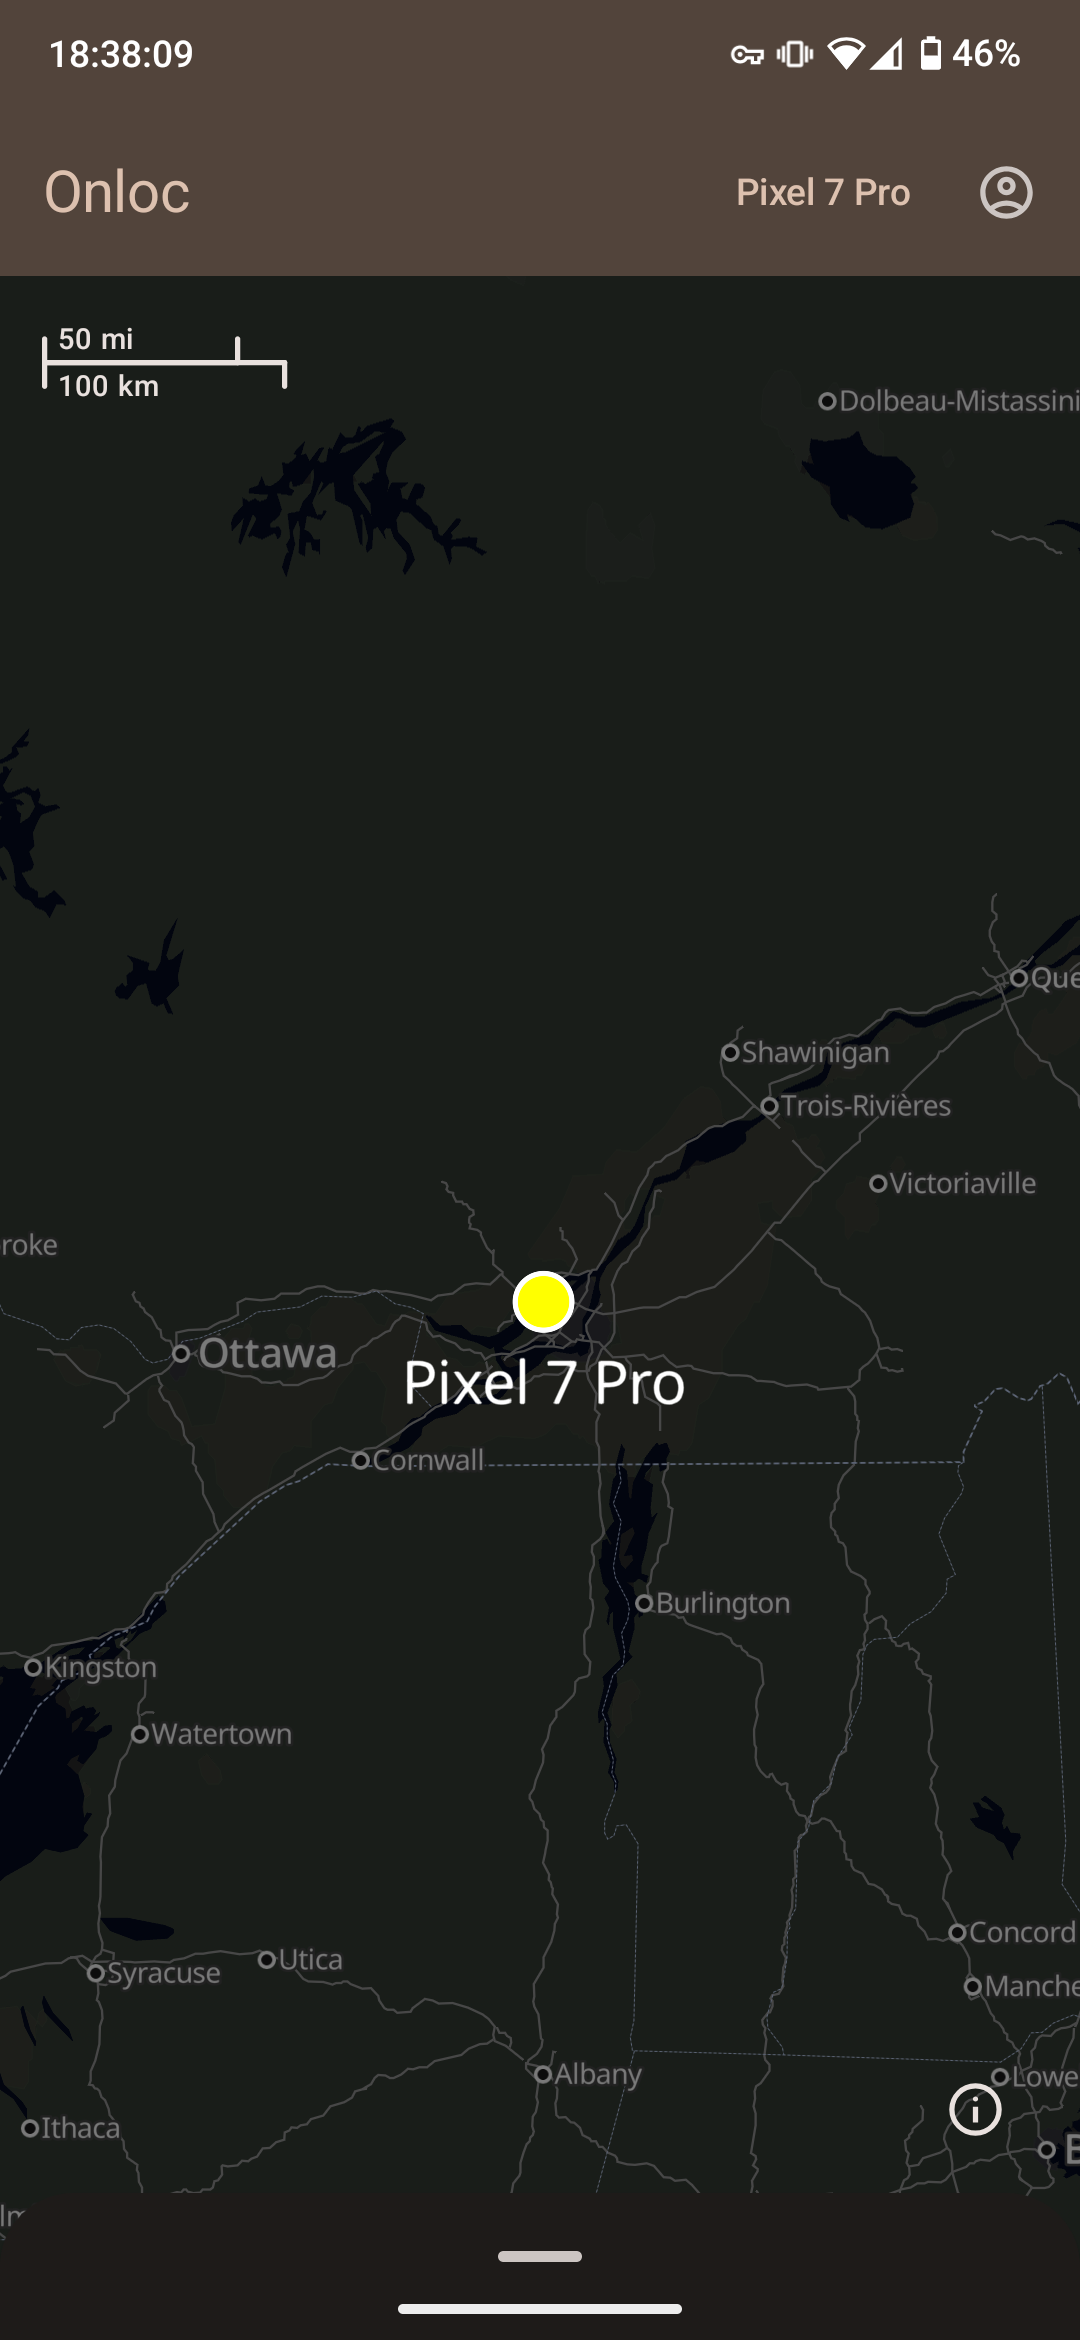 18:38:09
46%
Onloc
Pixel 7 Pro
50 mi
100 km
Dolbeau-Mistassini
Que
Shawinigan
Trois-Rivières
Victoriaville
roke
Ottawa
Pixel 7 Pro
Cornwall
Burlington
Kingston
Watertown
Concord
Utica
Syracuse
Manche
Albany
Lowe
Ithaca
B